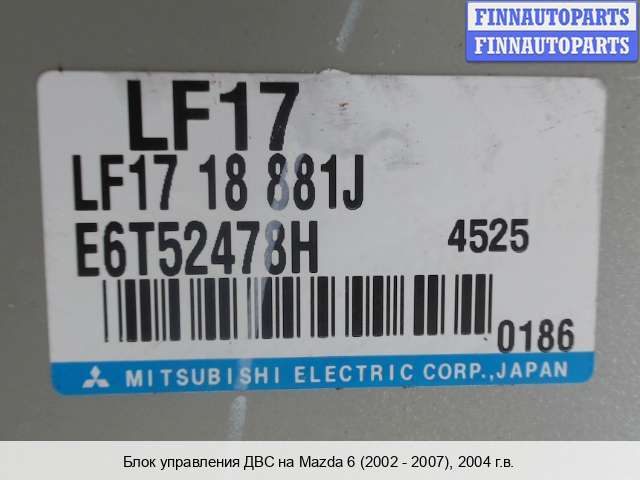 FINNAUTOPARTS
FINNAUTOPARTS
LF17
LF17 18 881J
E6T52478H 4525
0186
MITSUBISHI ELECTRIC CORP.,JAPAN
Блок управления ДВС на Mazda 6 (2002 - 2007), 2004 г.в.